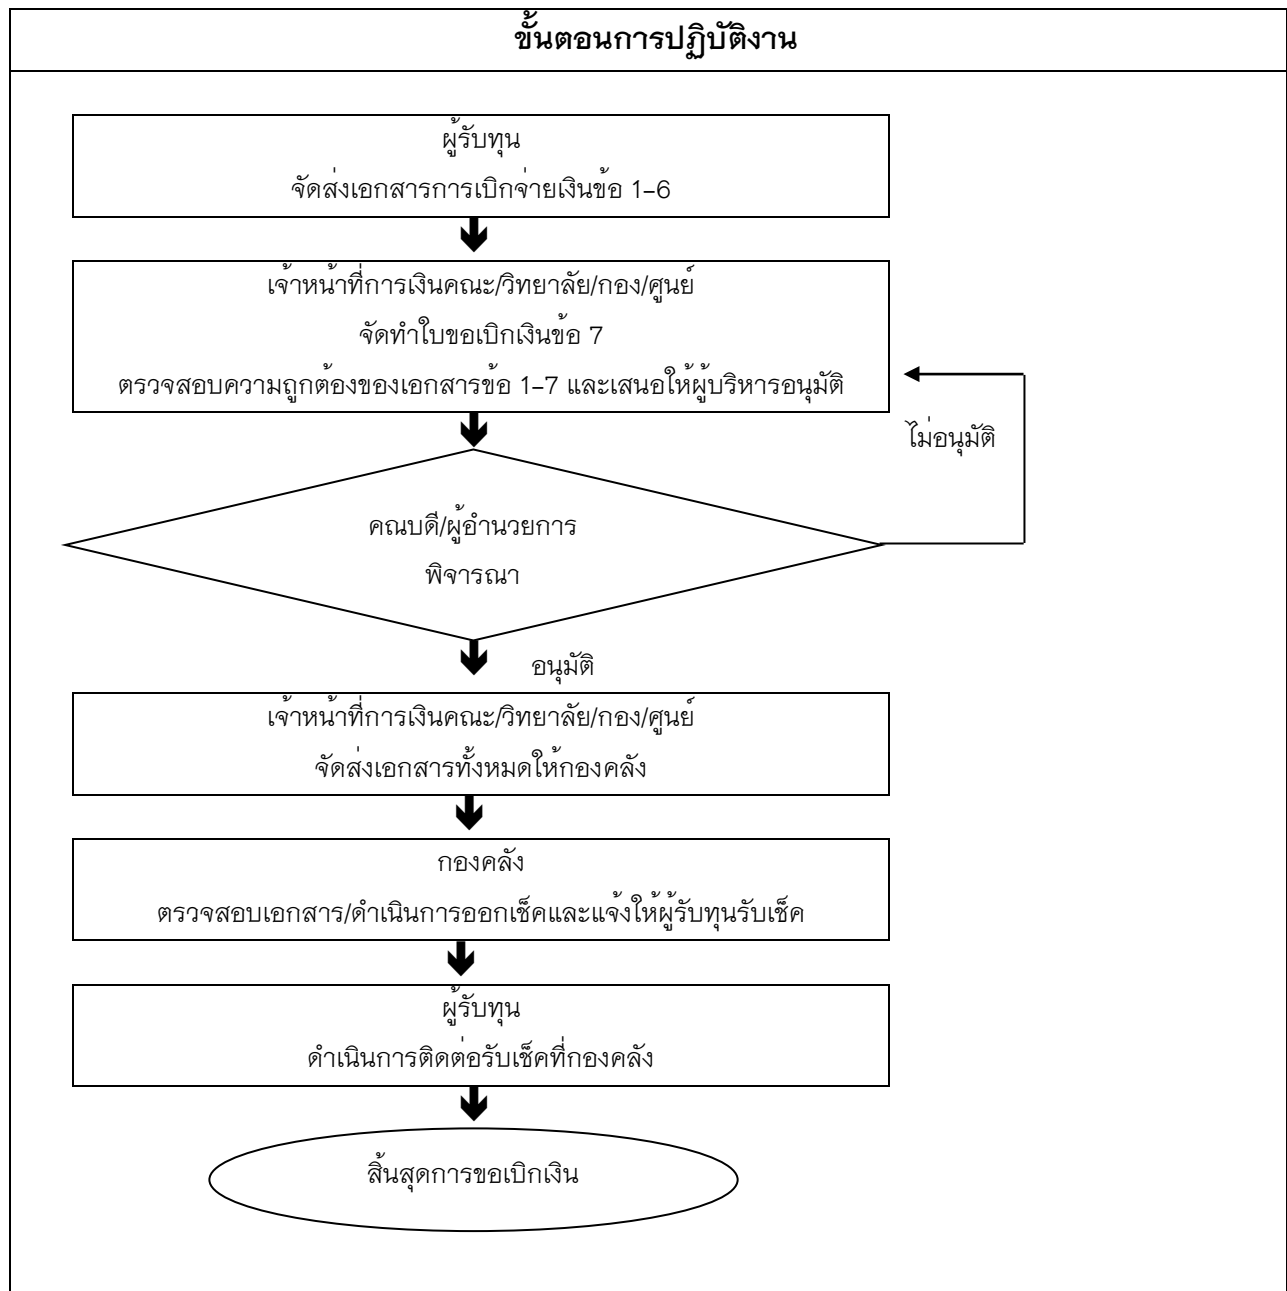 ขั้นตอนการปฏิบัติงาน
ผู้รับทุน
จัดส่งเอกสารการเบิกจ่ายเงินข้อ 1-6
เจ้าหน้าที่การเงินคณะ/วิทยาลัย/กอง/ศูนย์
จัดทำใบขอเบิกเงินข้อ 7
ตรวจสอบความถูกต้องของเอกสารข้อ 1-7 และเสนอให้ผู้บริหารอนุมัติ
ไม่อนุมัติ
คณบดี/ผู้อำนวยการ
พิจารณา
อนุมัติ
เจ้าหน้าที่การเงินคณะ/วิทยาลัย/กอง/ศูนย์
จัดส่งเอกสารทั้งหมดให้กองคลัง
กองคลัง
ตรวจสอบเอกสาร/ดำเนินการออกเช็คและแจ้งให้ผู้รับทุนรับเช็ค
ผู้รับทุน
ดำเนินการติดต่อรับเช็คที่กองคลัง
สิ้นสุดการขอเบิกเงิน